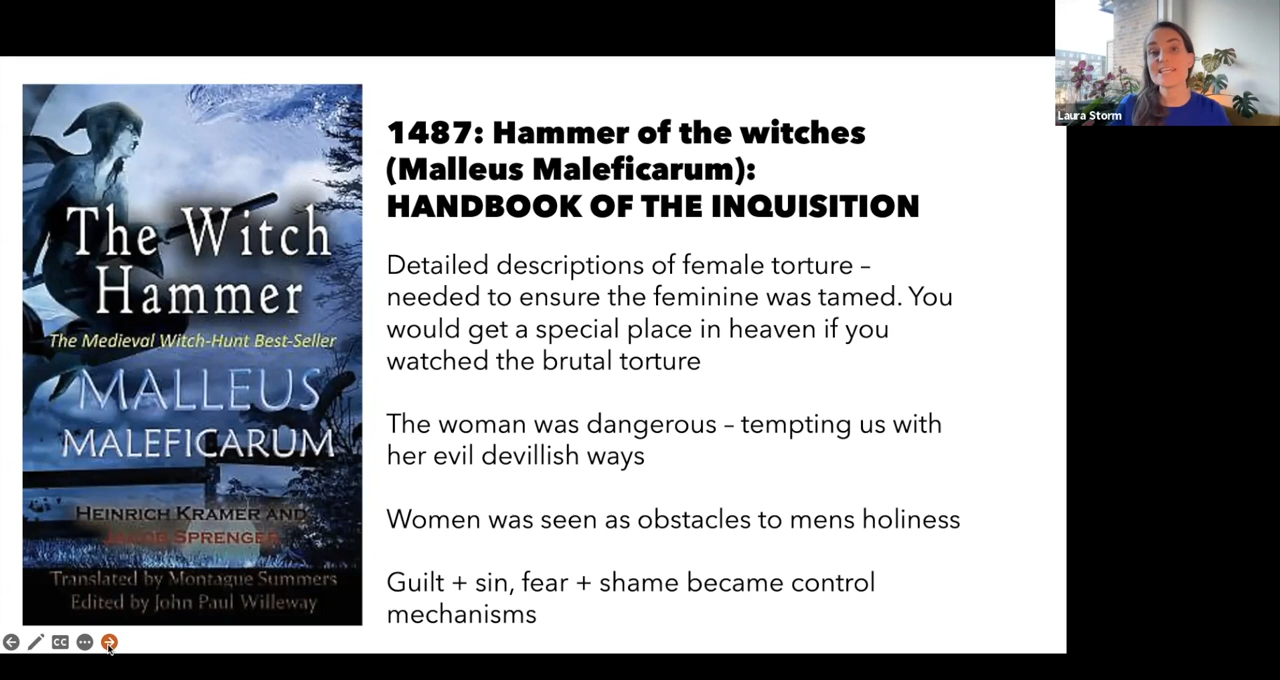 Laura Storm
The Witch
Hammer
The Medieval Witch-Hunt Best-Seller
MALLEUS
MALEFICARUM
HEINRICH KRAMER AND
JACOB SPRENGER
Translated by Montague Summers
Edited by John Paul Willeway
1487: Hammer of the witches
(Malleus Maleficarum):
HANDBOOK OF THE INQUISITION
Detailed descriptions of female torture –
needed to ensure the feminine was tamed. You
would get a special place in heaven if you
watched the brutal torture
The woman was dangerous – tempting us with
her evil devillish ways
Women was seen as obstacles to mens holiness
Guilt + sin, fear + shame became control
mechanisms
CC